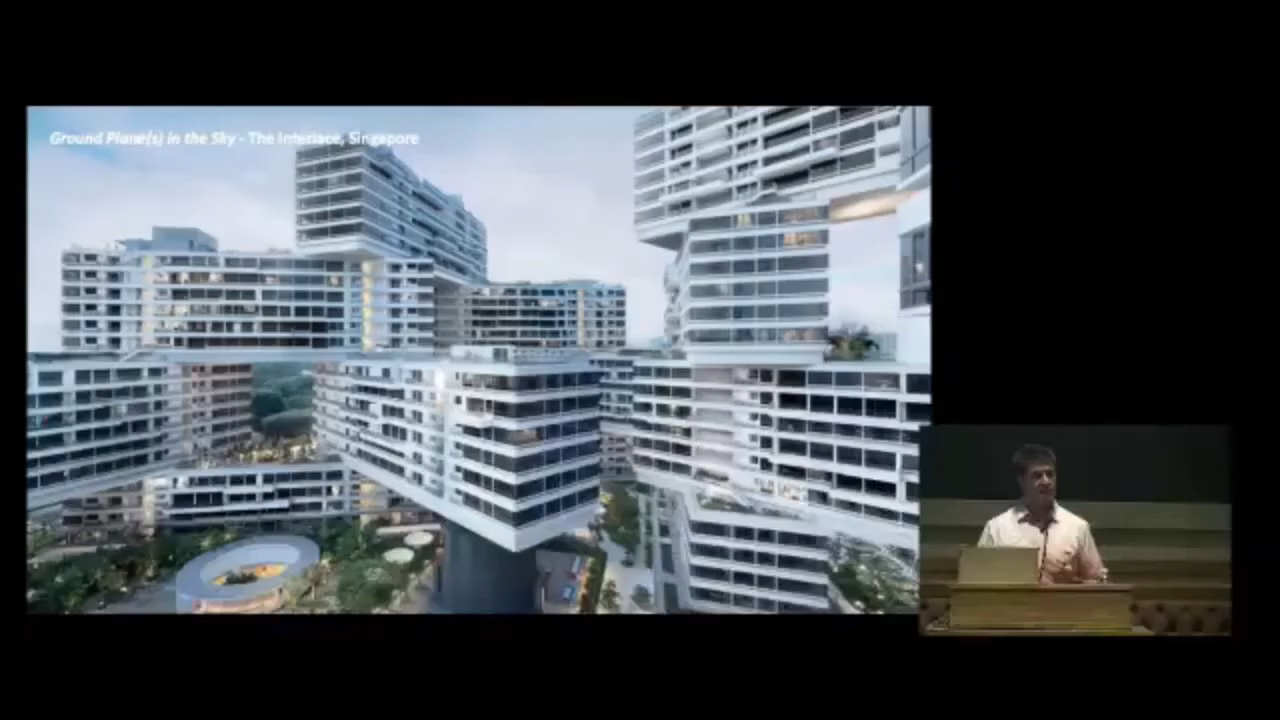 Ground Plane(s) in the Sky - The Interlace, Singapore